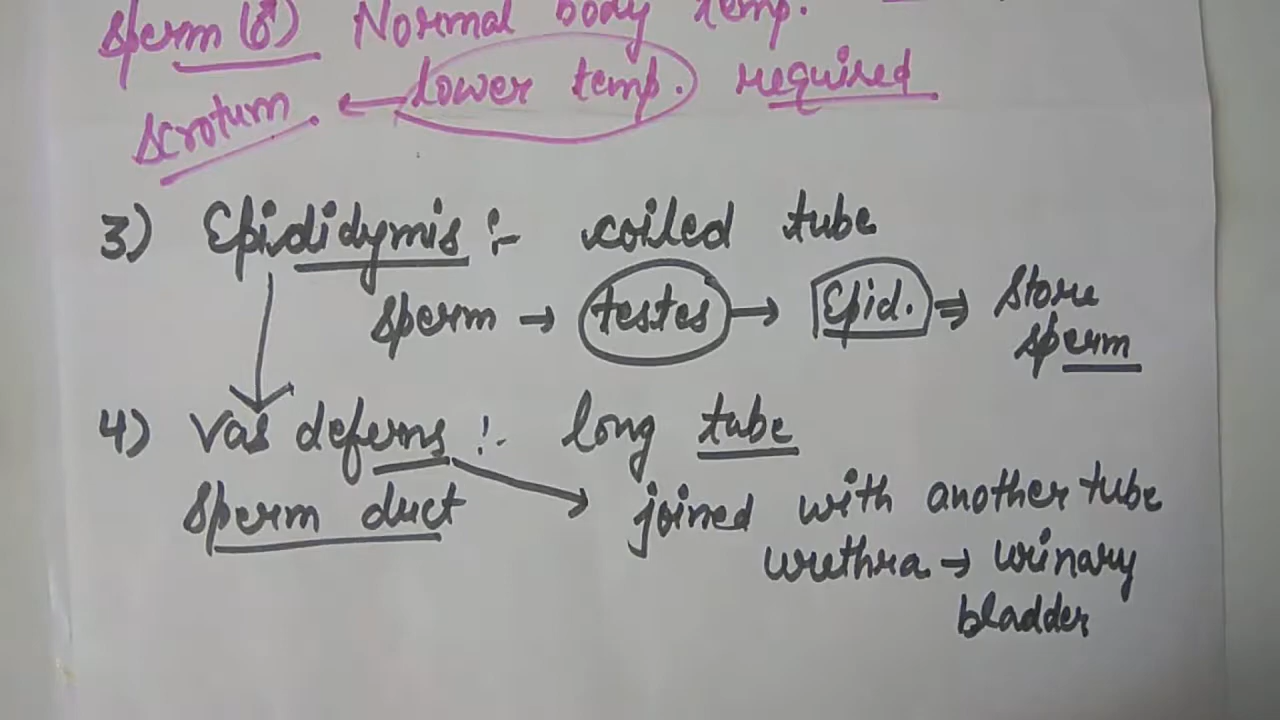 sperm (♂) Normal body temp.
scrotum ← lower temp. required
3) Epididymis :- coiled tube
sperm → testes → Epid. ⇒ store
sperm
4) Vas deferns :- long tube
sperm duct
joined with another tube
urethra → urinary
bladder